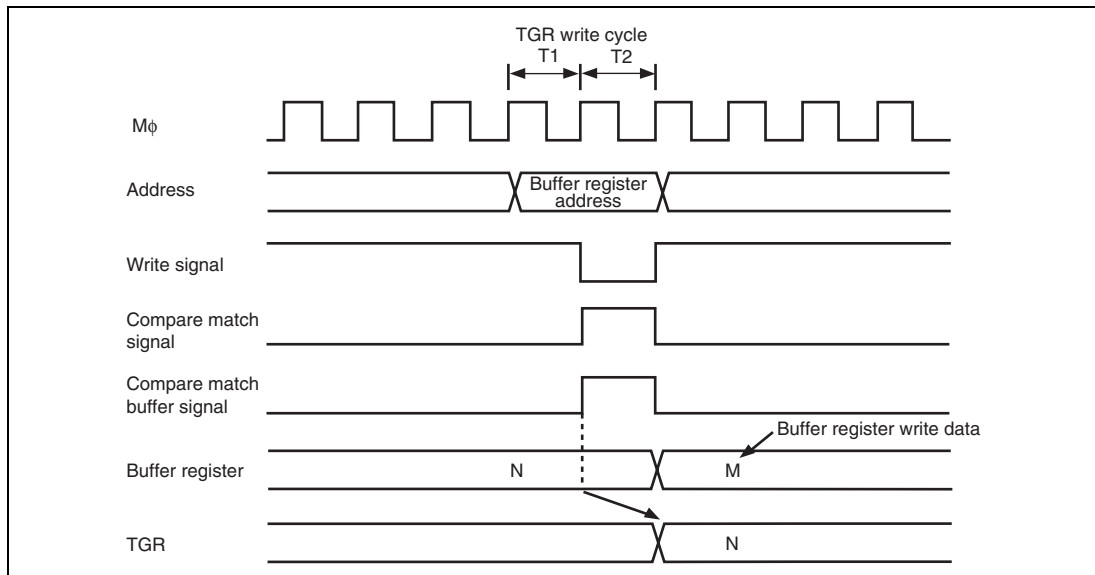 TGR write cycle
T1 T2
Mϕ
Address
Buffer register
address
Write signal
Compare match
signal
Compare match
buffer signal
Buffer register write data
Buffer register
N
M
TGR
N